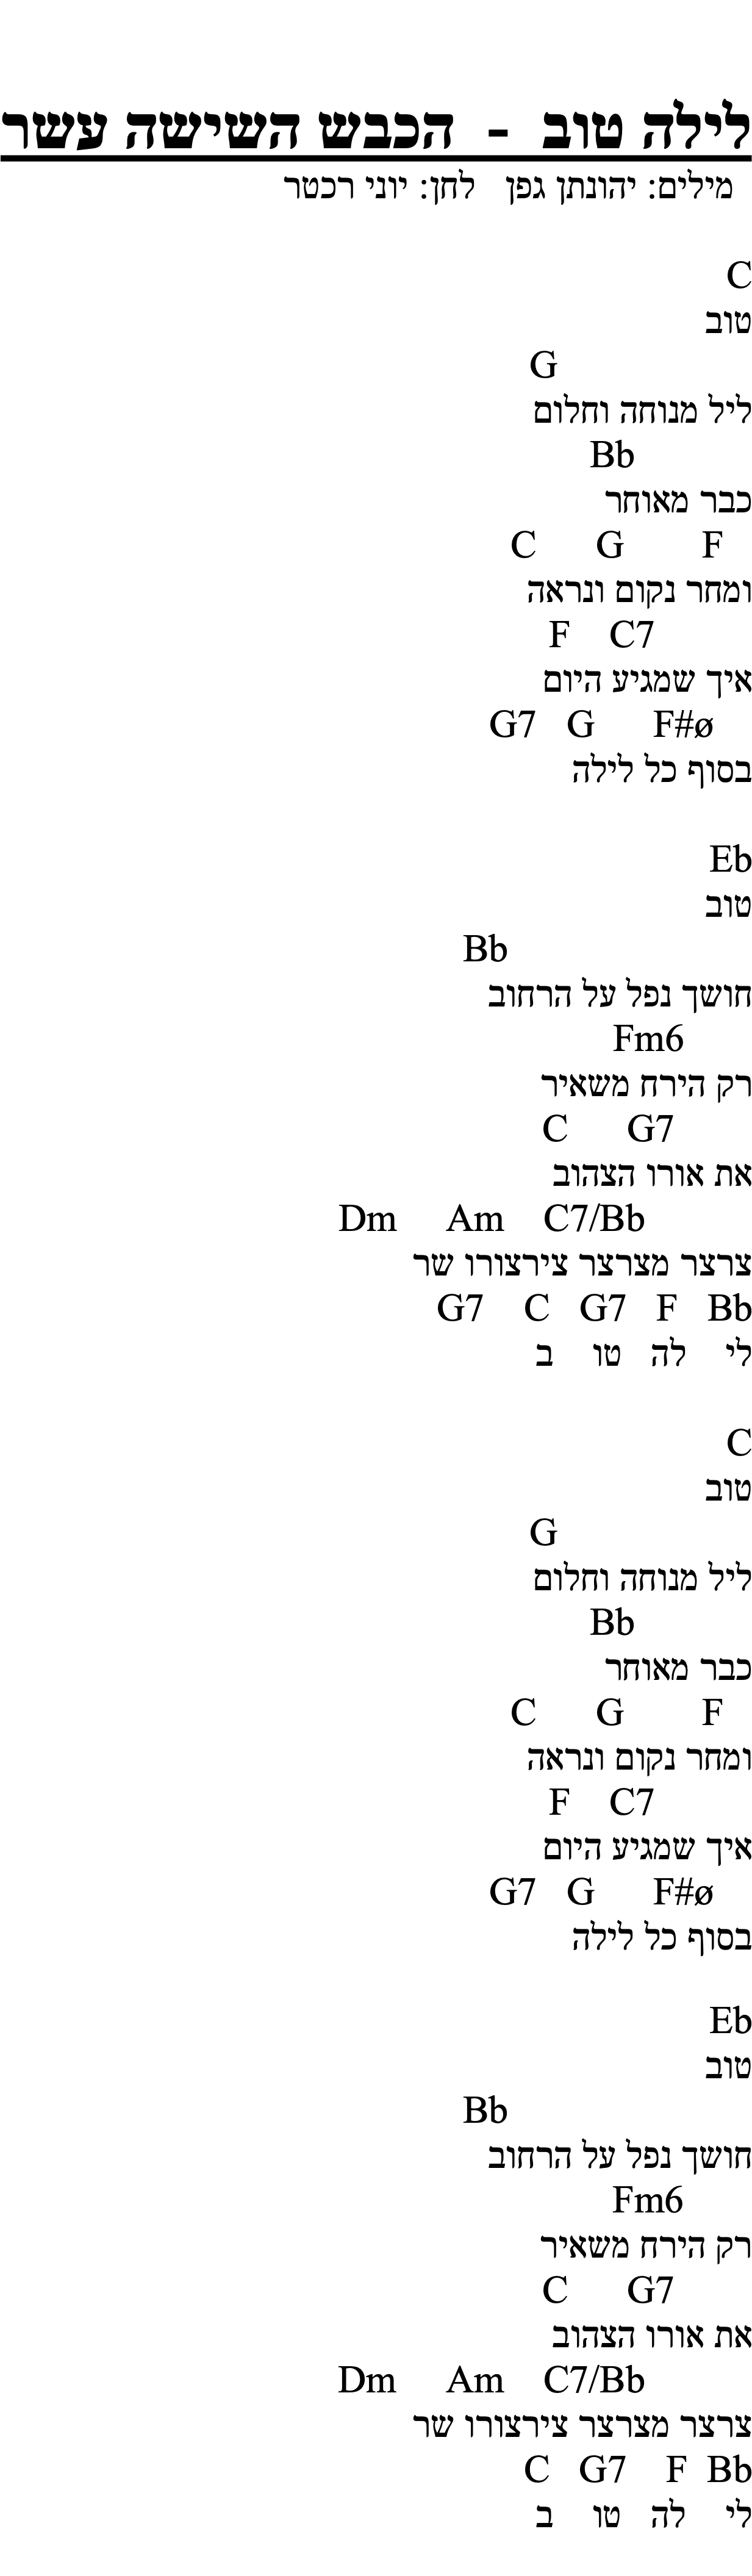 לילה טוב - הכבש השישה עשר
מילים: יהונתן גפן לחן: יוני רכטר
C
טוב
G
ליל מנוחה וחלום
Bb
כבר מאוחר
C G F
ומחר נקום ונראה
F C7
איך שמגיע היום
G7 G F#ø
בסוף כל לילה
Eb
טוב
Bb
חושך נפל על הרחוב
Fm6
רק הירח משאיר
C G7
את אורו הצהוב
Dm Am C7/Bb
צרצר מצרצר צירצורו שר
G7 C G7 F Bb
לי לה טו ב
C
טוב
G
ליל מנוחה וחלום
Bb
כבר מאוחר
C G F
ומחר נקום ונראה
F C7
איך שמגיע היום
G7 G F#ø
בסוף כל לילה
Eb
טוב
Bb
חושך נפל על הרחוב
Fm6
רק הירח משאיר
C G7
את אורו הצהוב
Dm Am C7/Bb
צרצר מצרצר צירצורו שר
C G7 F Bb
לי לה טו ב